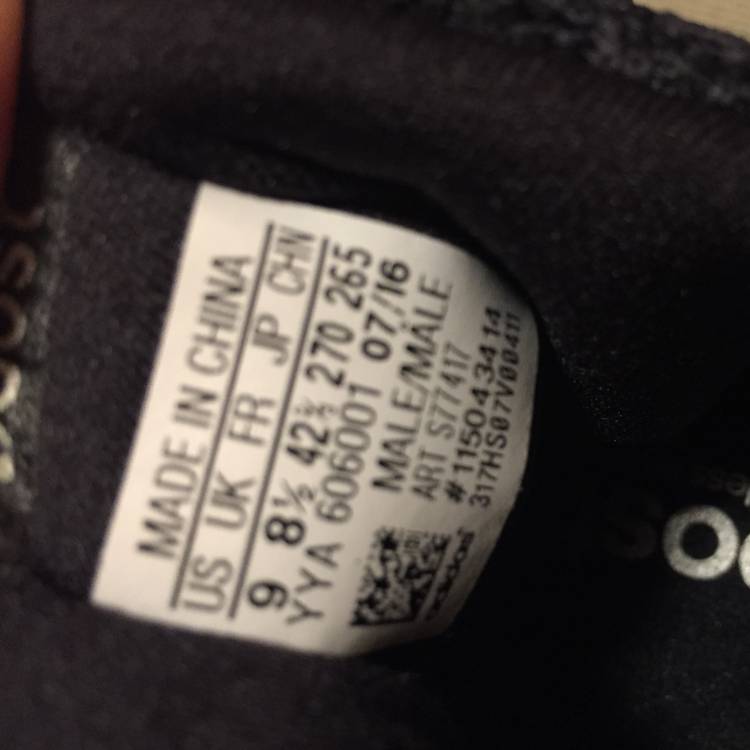 MADE IN CHINA
US UK FR JP CHN
9 8½ 42⅔ 270 265
YYA 606001 07/16
MALE/MÂLE
ART S77417
adidas
#115043414
317HS07V00411